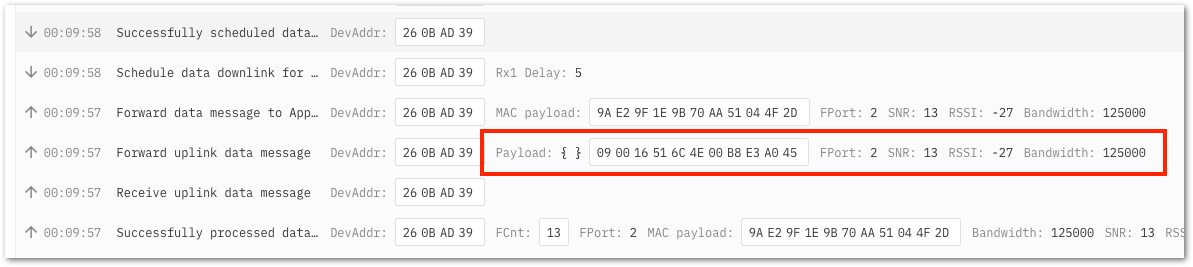 ↓ 00:09:58 Successfully scheduled data… DevAddr: 26 0B AD 39
↓ 00:09:58 Schedule data downlink for … DevAddr: 26 0B AD 39 Rx1 Delay: 5
↑ 00:09:57 Forward data message to App… DevAddr: 26 0B AD 39 MAC payload: 9A E2 9F 1E 9B 70 AA 51 04 4F 2D FPort: 2 SNR: 13 RSSI: -27 Bandwidth: 125000
↑ 00:09:57 Forward uplink data message DevAddr: 26 0B AD 39 Payload: { } 09 00 16 51 6C 4E 00 B8 E3 A0 45 FPort: 2 SNR: 13 RSSI: -27 Bandwidth: 125000
↑ 00:09:57 Receive uplink data message DevAddr: 26 0B AD 39
↑ 00:09:57 Successfully processed data… DevAddr: 26 0B AD 39 FCnt: 13 FPort: 2 MAC payload: 9A E2 9F 1E 9B 70 AA 51 04 4F 2D Bandwidth: 125000 SNR: 13 RSS